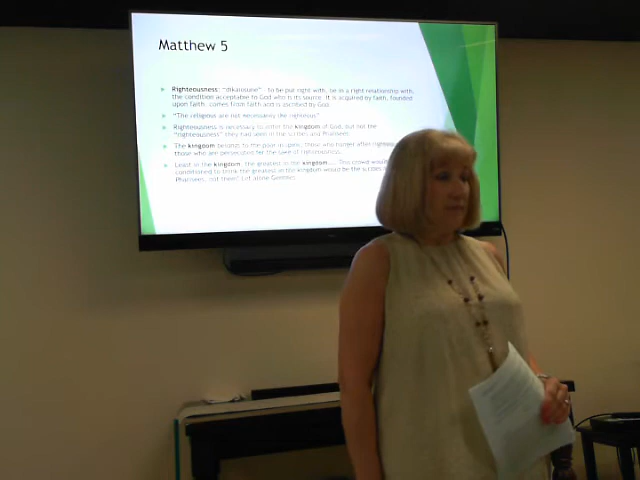 Matthew 5
Righteousness: "dikaiosune" - to be put right with, be in a right relationship with,
the condition acceptable to God who is its source. It is acquired by faith, founded
upon faith, comes from faith and is ascribed by God.
"The religious are not necessarily the righteous"
Righteousness is necessary to enter the kingdom of God, but not the
"righteousness" they had seen in the scribes and Pharisees.
The kingdom belongs to the poor in spirit, those who hunger after
those who are persecuted for the sake of righteousness.
Least in the kingdom, the greatest in the kingdom... This crowd would
conditioned to think the greatest in the kingdom would be the scribes
Pharisees, not them! Let alone Gentiles.